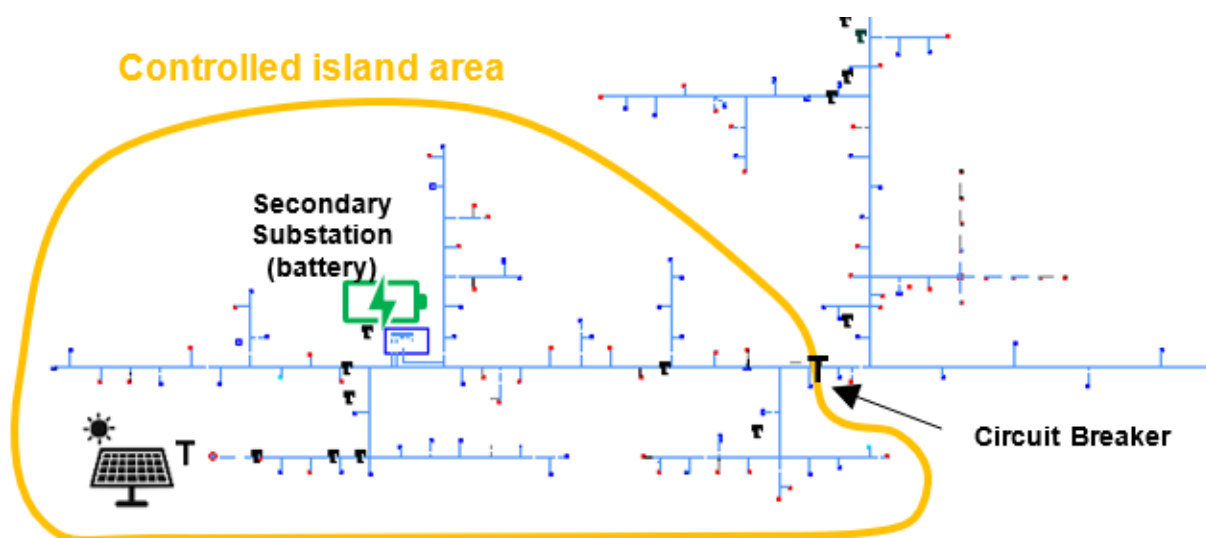 Controlled island area
Secondary
Substation
(battery)
T
T
Circuit Breaker